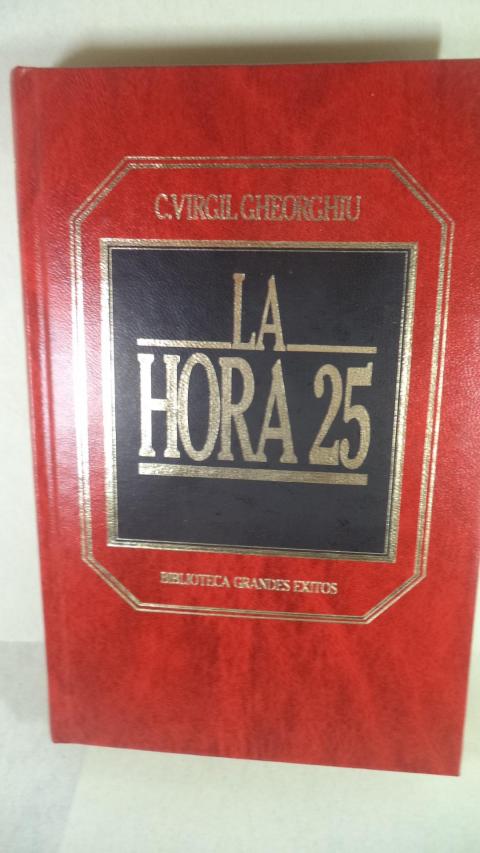 C.VIRGIL GHEORGHIU
LA
HORA 25
BIBLIOTECA GRANDES EXITOS